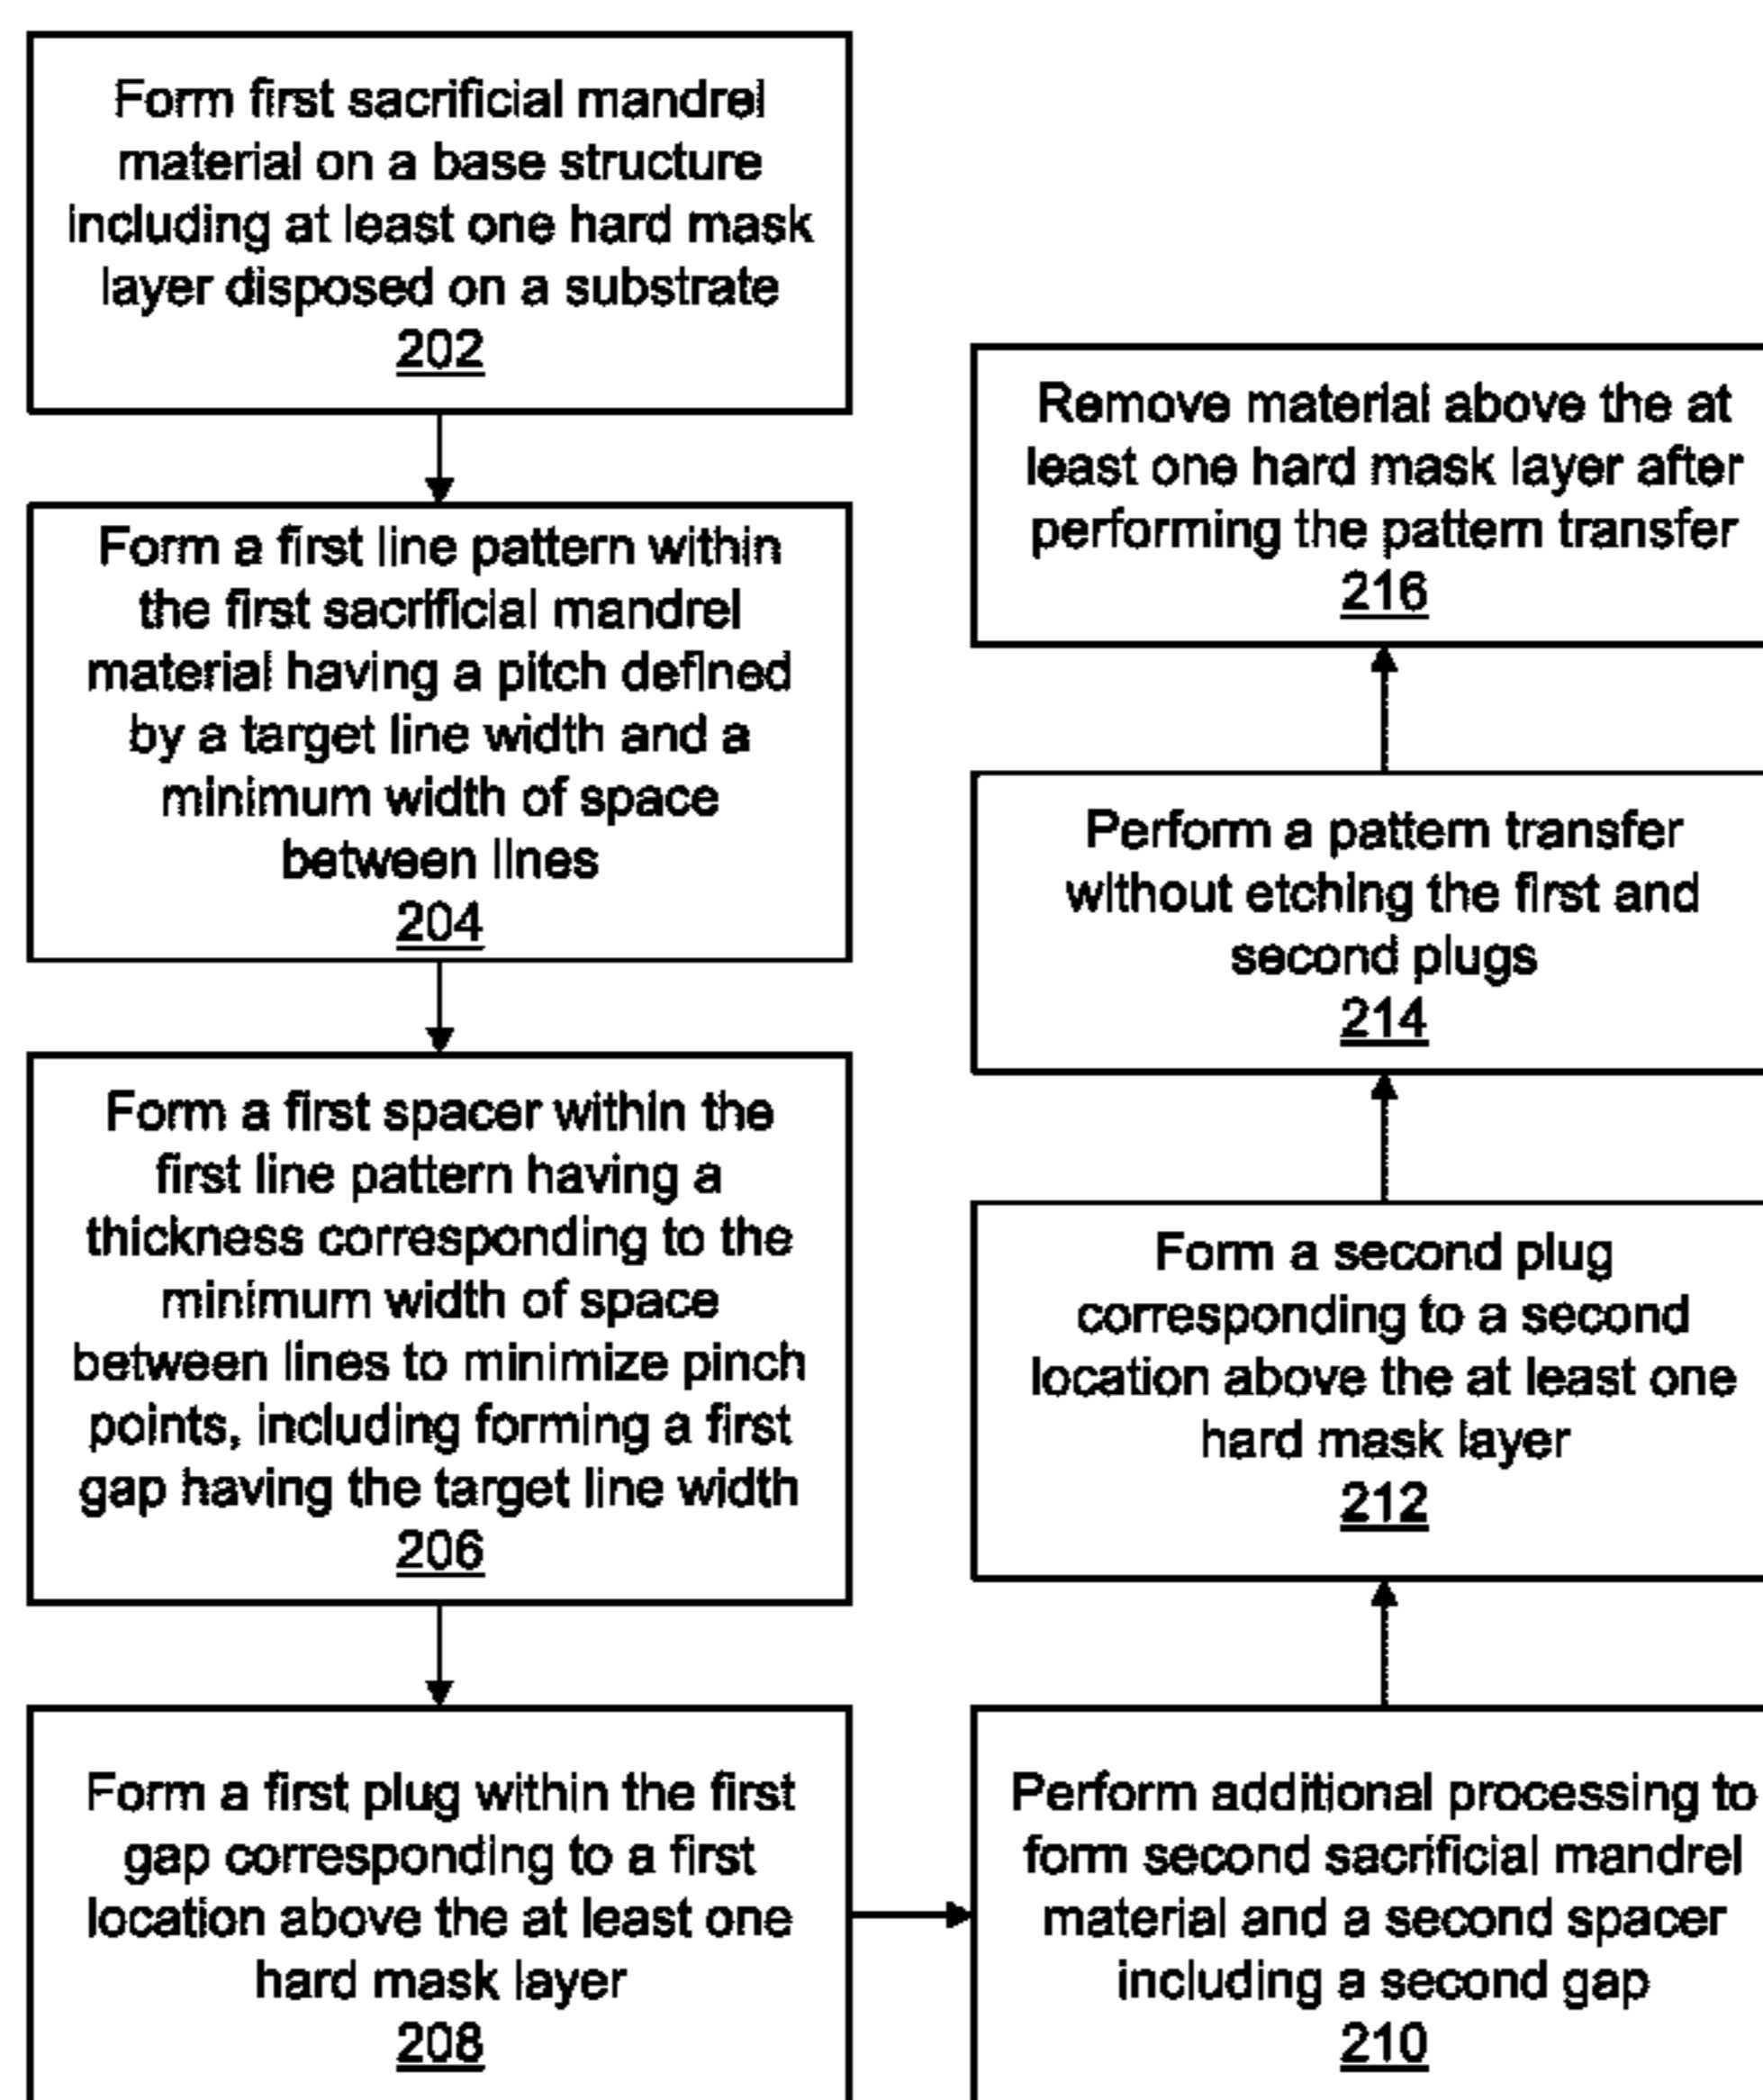 Form first sacrificial mandrel
material on a base structure
including at least one hard mask
layer disposed on a substrate
202
Form a first line pattern within
the first sacrificial mandrel
material having a pitch defined
by a target line width and a
minimum width of space
between lines
204
Form a first spacer within the
first line pattern having a
thickness corresponding to the
minimum width of space
between lines to minimize pinch
points, including forming a first
gap having the target line width
206
Form a first plug within the first
gap corresponding to a first
location above the at least one
hard mask layer
208
Perform additional processing to
form second sacrificial mandrel
material and a second spacer
including a second gap
210
Form a second plug
corresponding to a second
location above the at least one
hard mask layer
212
Perform a pattern transfer
without etching the first and
second plugs
214
Remove material above the at
least one hard mask layer after
performing the pattern transfer
216